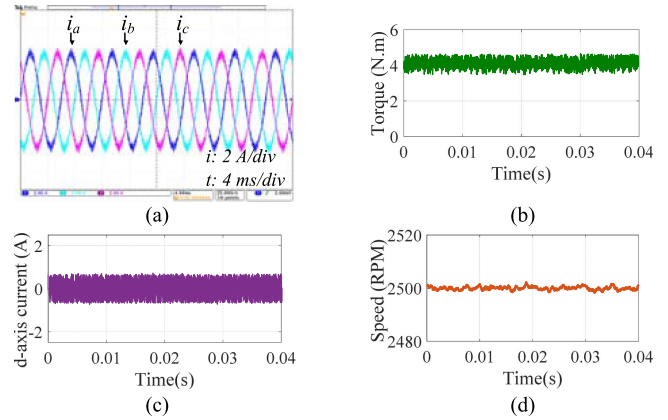 i_a i_b i_c
i: 2 A/div
t: 4 ms/div
(a)
Torque (N.m)
6
4
2
0
0 0.01 0.02 0.03 0.04
Time(s)
(b)
d-axis current (A)
2
0
-2
0 0.01 0.02 0.03 0.04
Time(s)
(c)
Speed (RPM)
2520
2500
2480
0 0.01 0.02 0.03 0.04
Time(s)
(d)